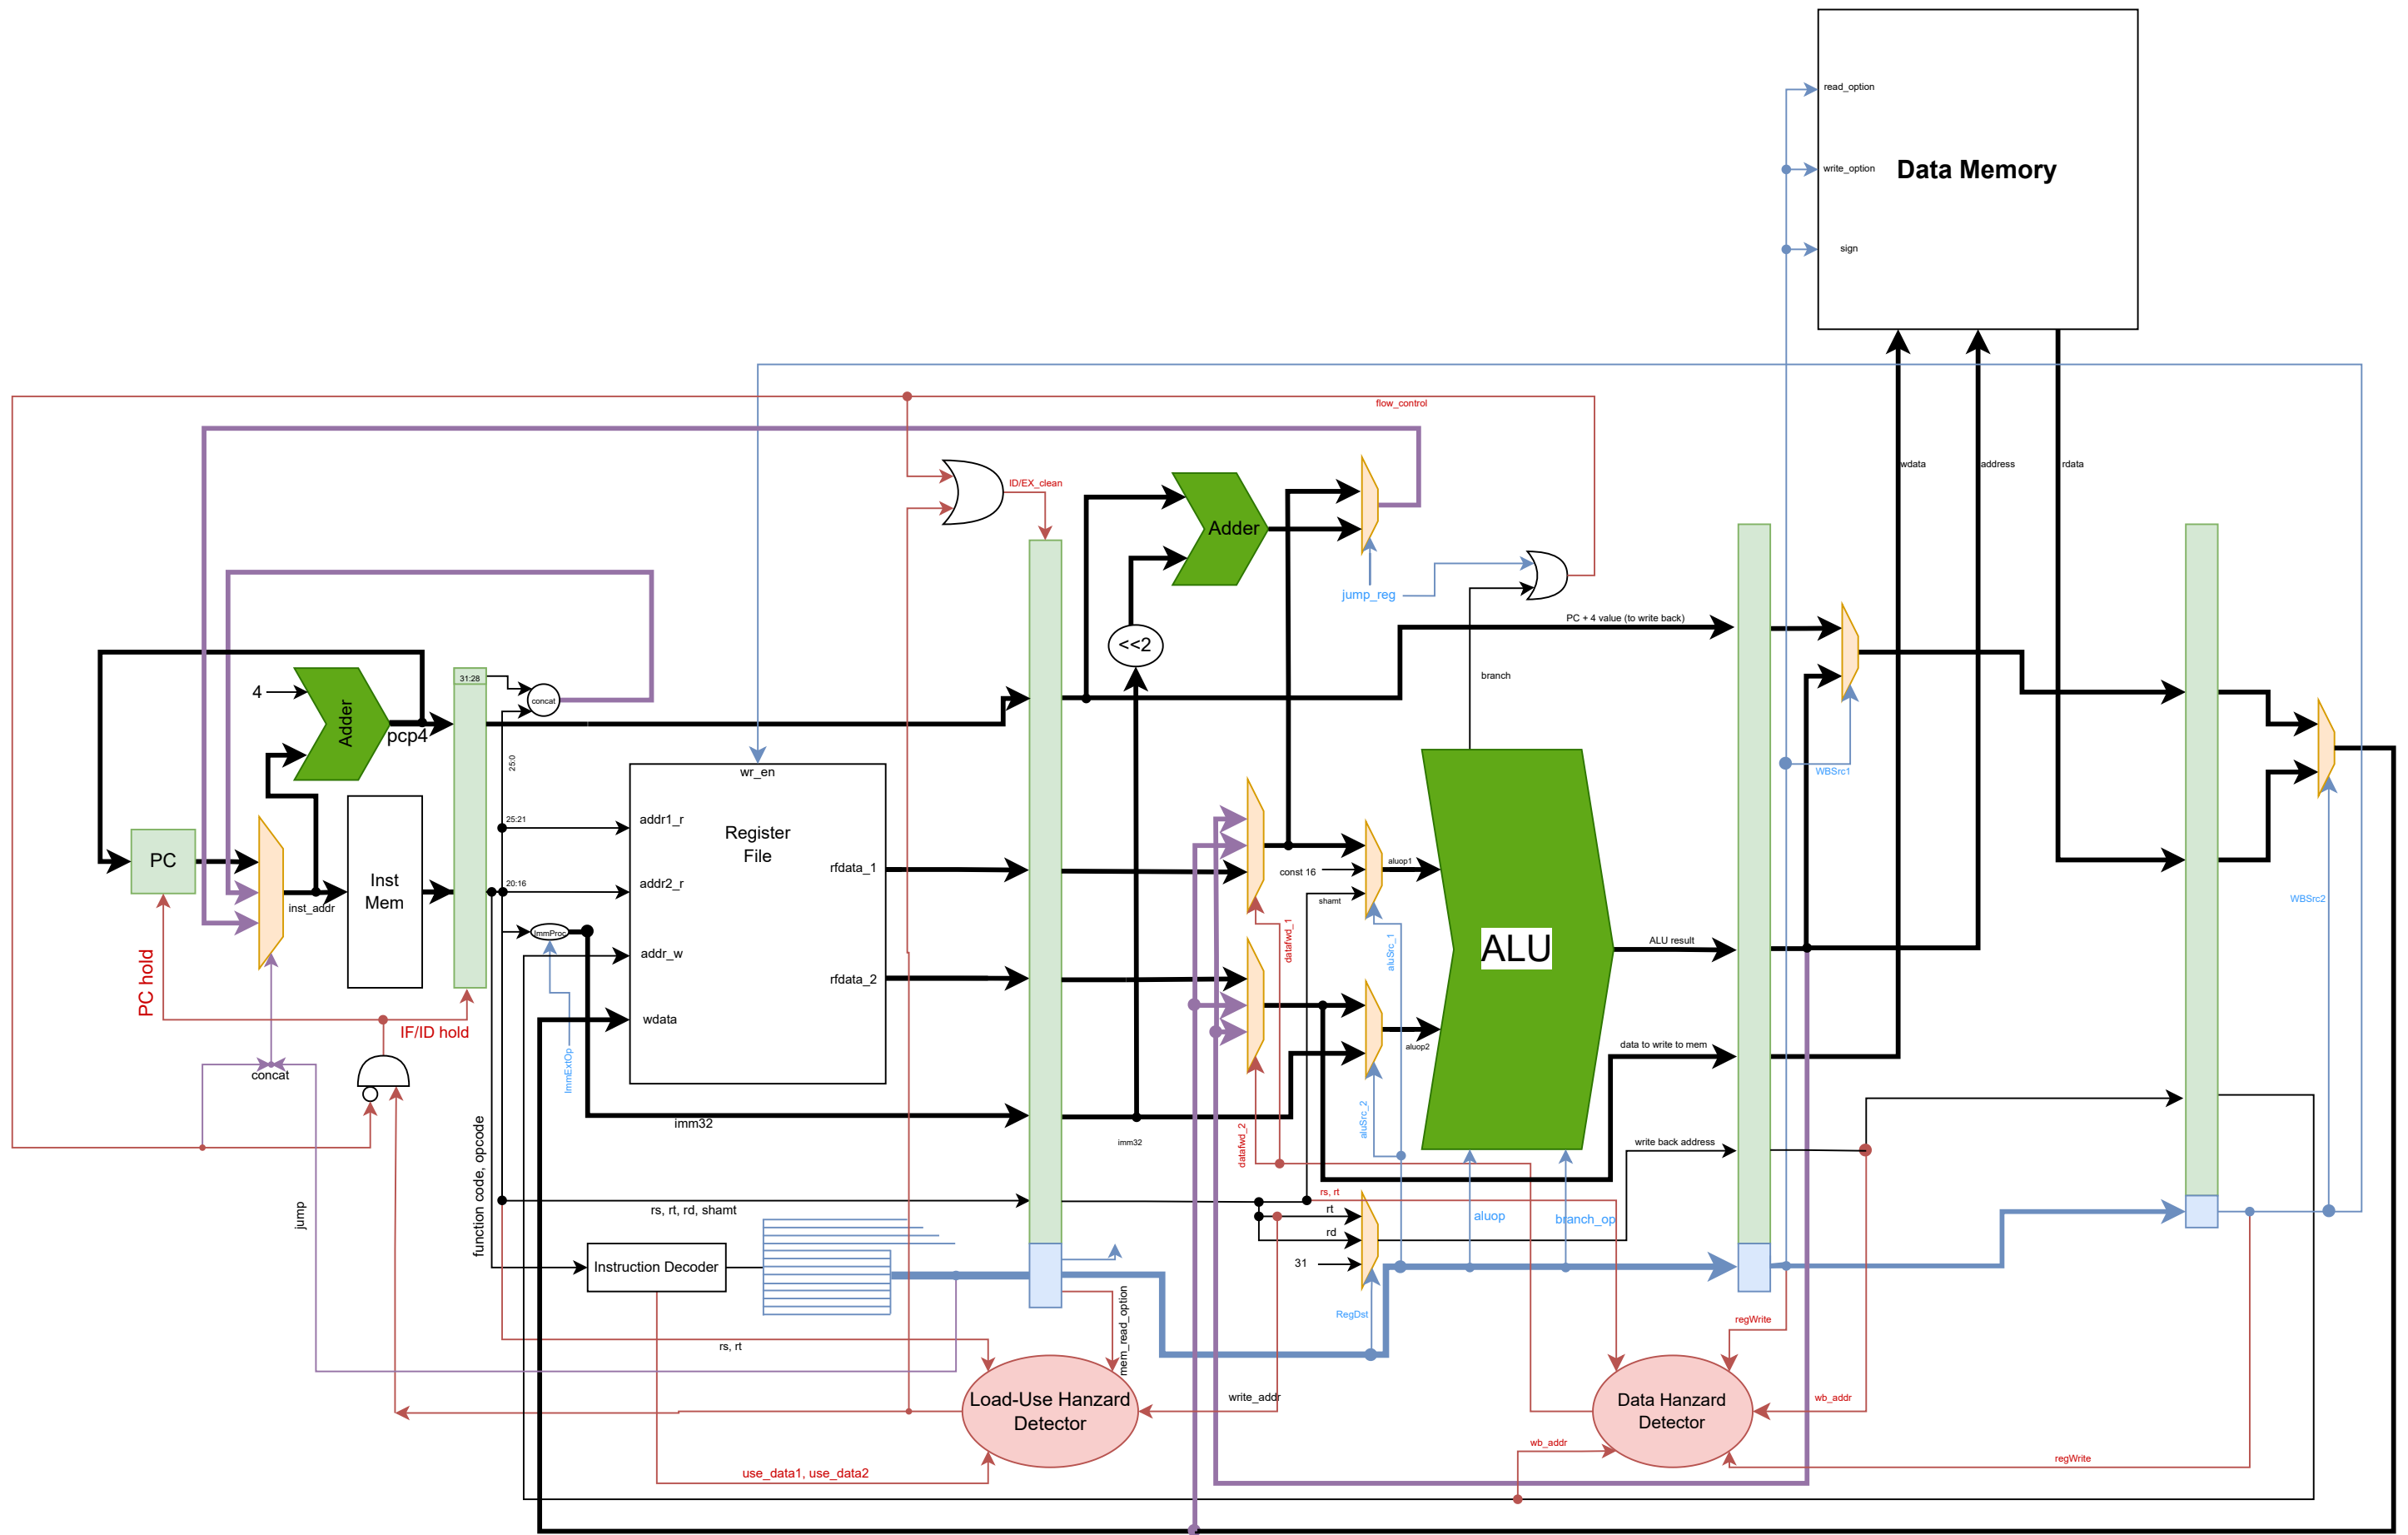 read_option
write_option
Data Memory
sign
flow_control
wdata
address
rdata
ID/EX_clean
Adder
jump_reg
PC + 4 value (to write back)
<<2
branch
31:28
4
Adder
concat
pcp4
25:0
wr_en
WBSrc1
addr1_r
25:21
Register
File
PC
Inst
Mem
rfdata_1
aluop1
const 16
20:16
addr2_r
shamt
inst_addr
WBSrc2
ImmProc
datafwd_1
aluSrc_1
ALU
ALU result
addr_w
rfdata_2
PC hold
wdata
IF/ID hold
aluop2
data to write to mem
concat
ImmExtOp
imm32
imm32
datafwd_2
aluSrc_2
write back address
function code, opcode
jump
rs, rt, rd, shamt
rs, rt
rt
rd
31
aluop
branch_op
Instruction Decoder
RegDst
regWrite
mem_read_option
rs, rt
write_addr
Load-Use Hanzard
Detector
Data Hanzard
Detector
wb_addr
wb_addr
regWrite
use_data1, use_data2